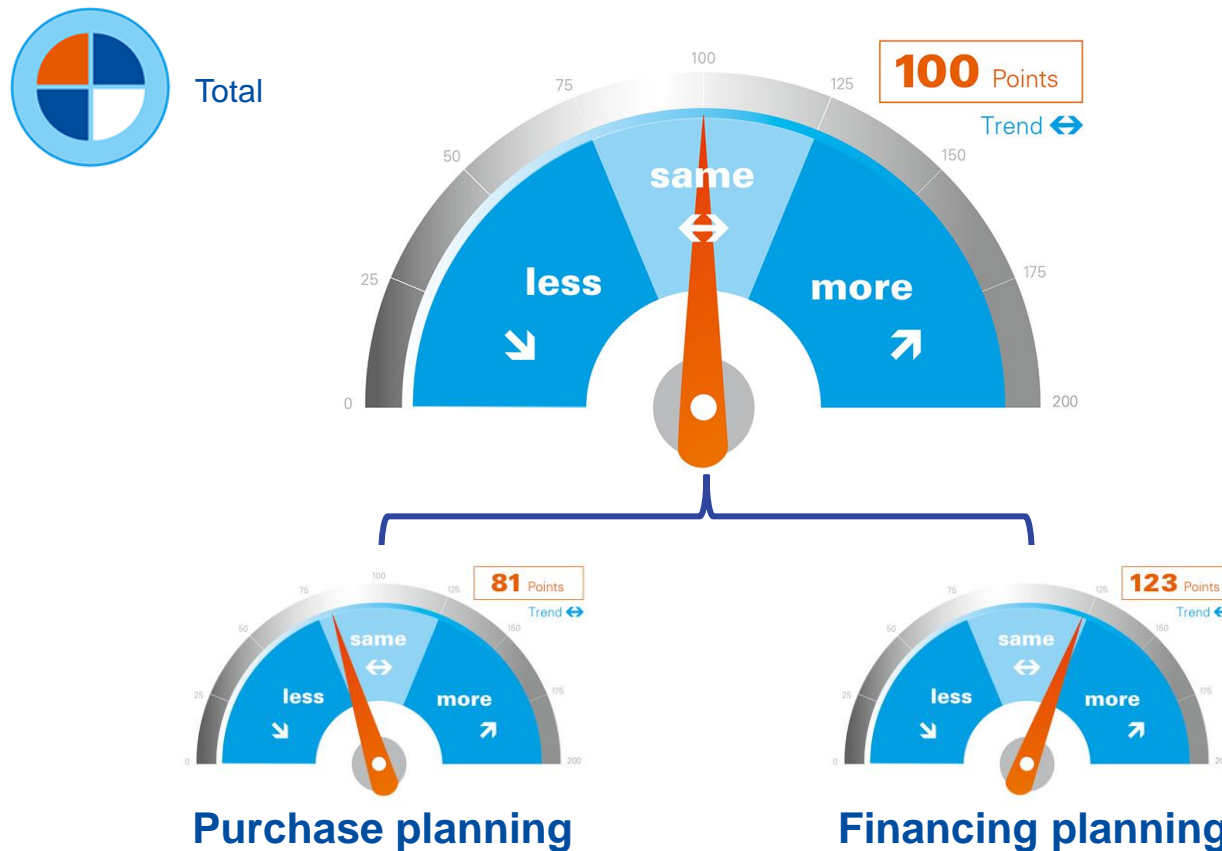 Total
100 Points
Trend
0
25
50
75
100
125
150
175
200
less
same
more
81 Points
Trend
0
25
50
75
100
125
150
175
200
less
same
more
Purchase planning
123 Points
Trend
0
25
50
75
125
150
175
less
same
more
Financing planning